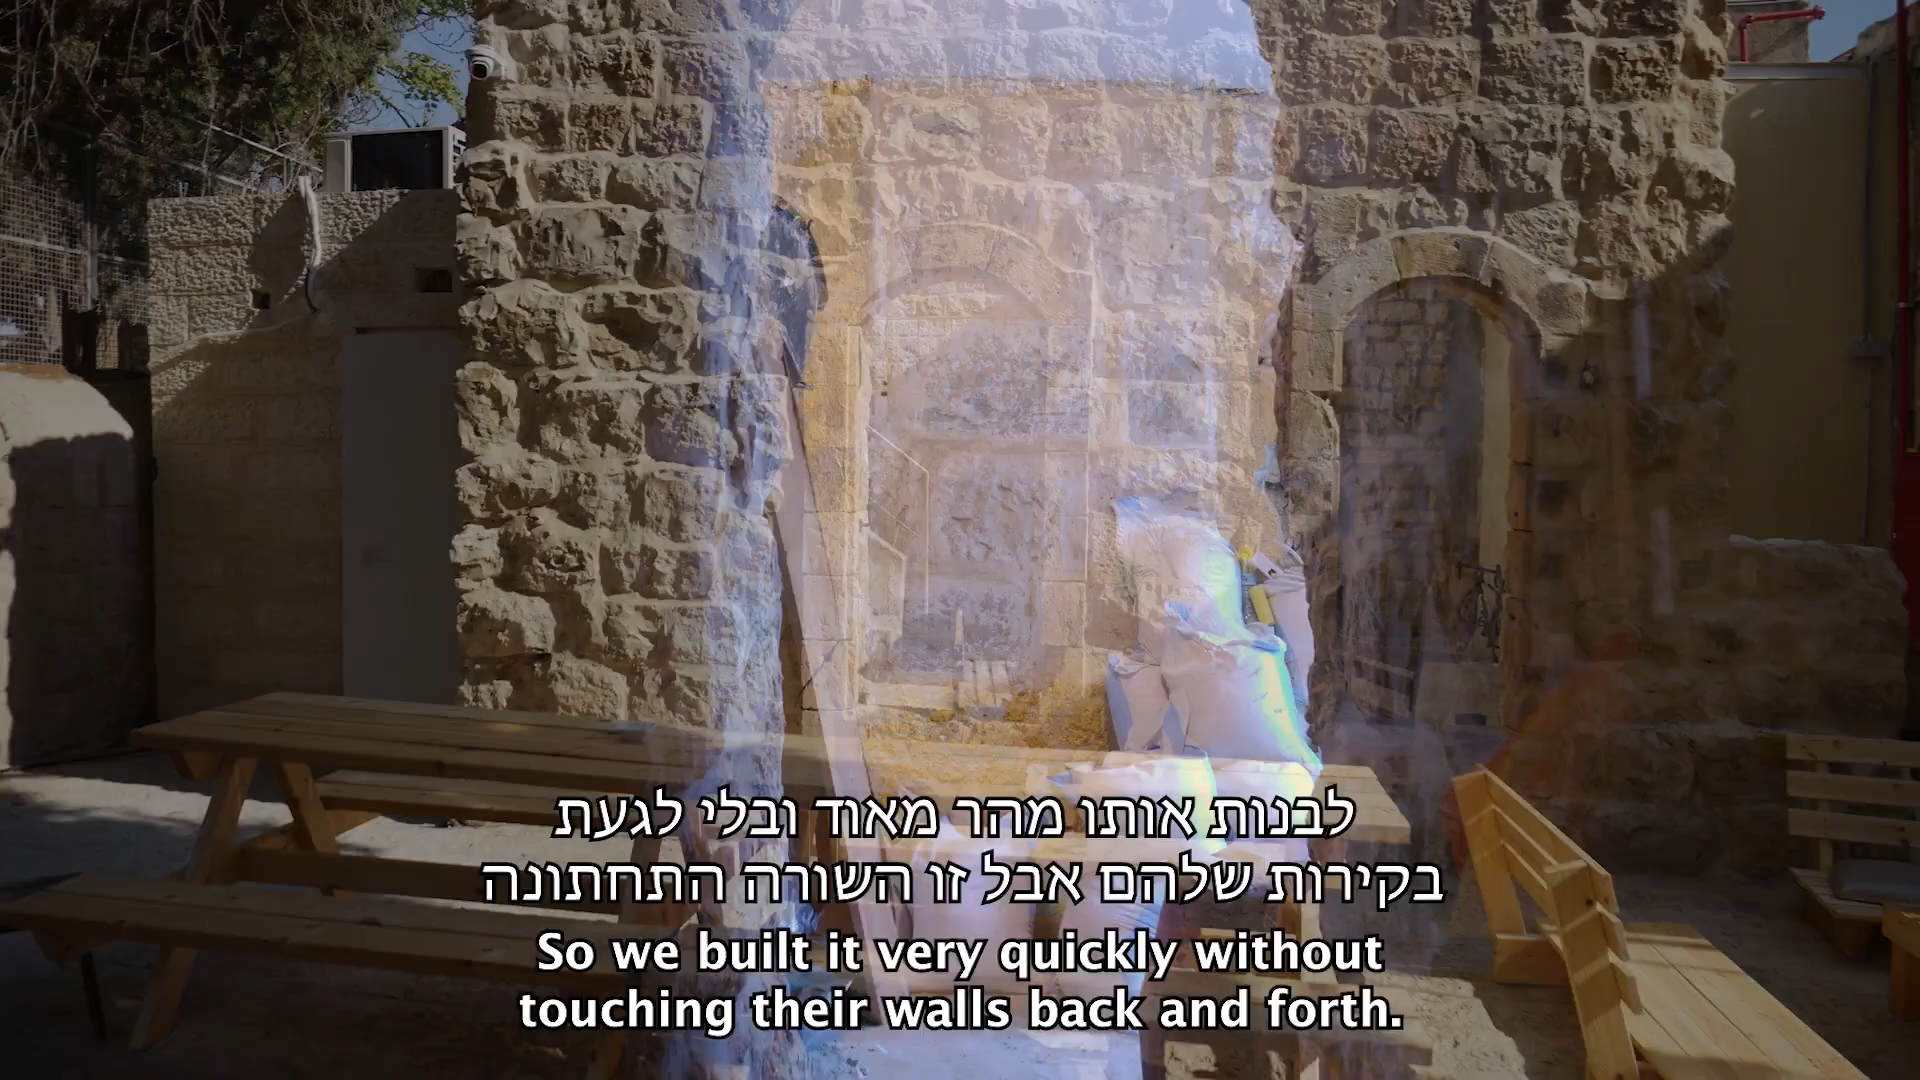 לבנות אותו מהר מאוד ובלי לגעת
בקירות שלהם אבל זו השורה התחתונה
So we built it very quickly without
touching their walls back and forth.